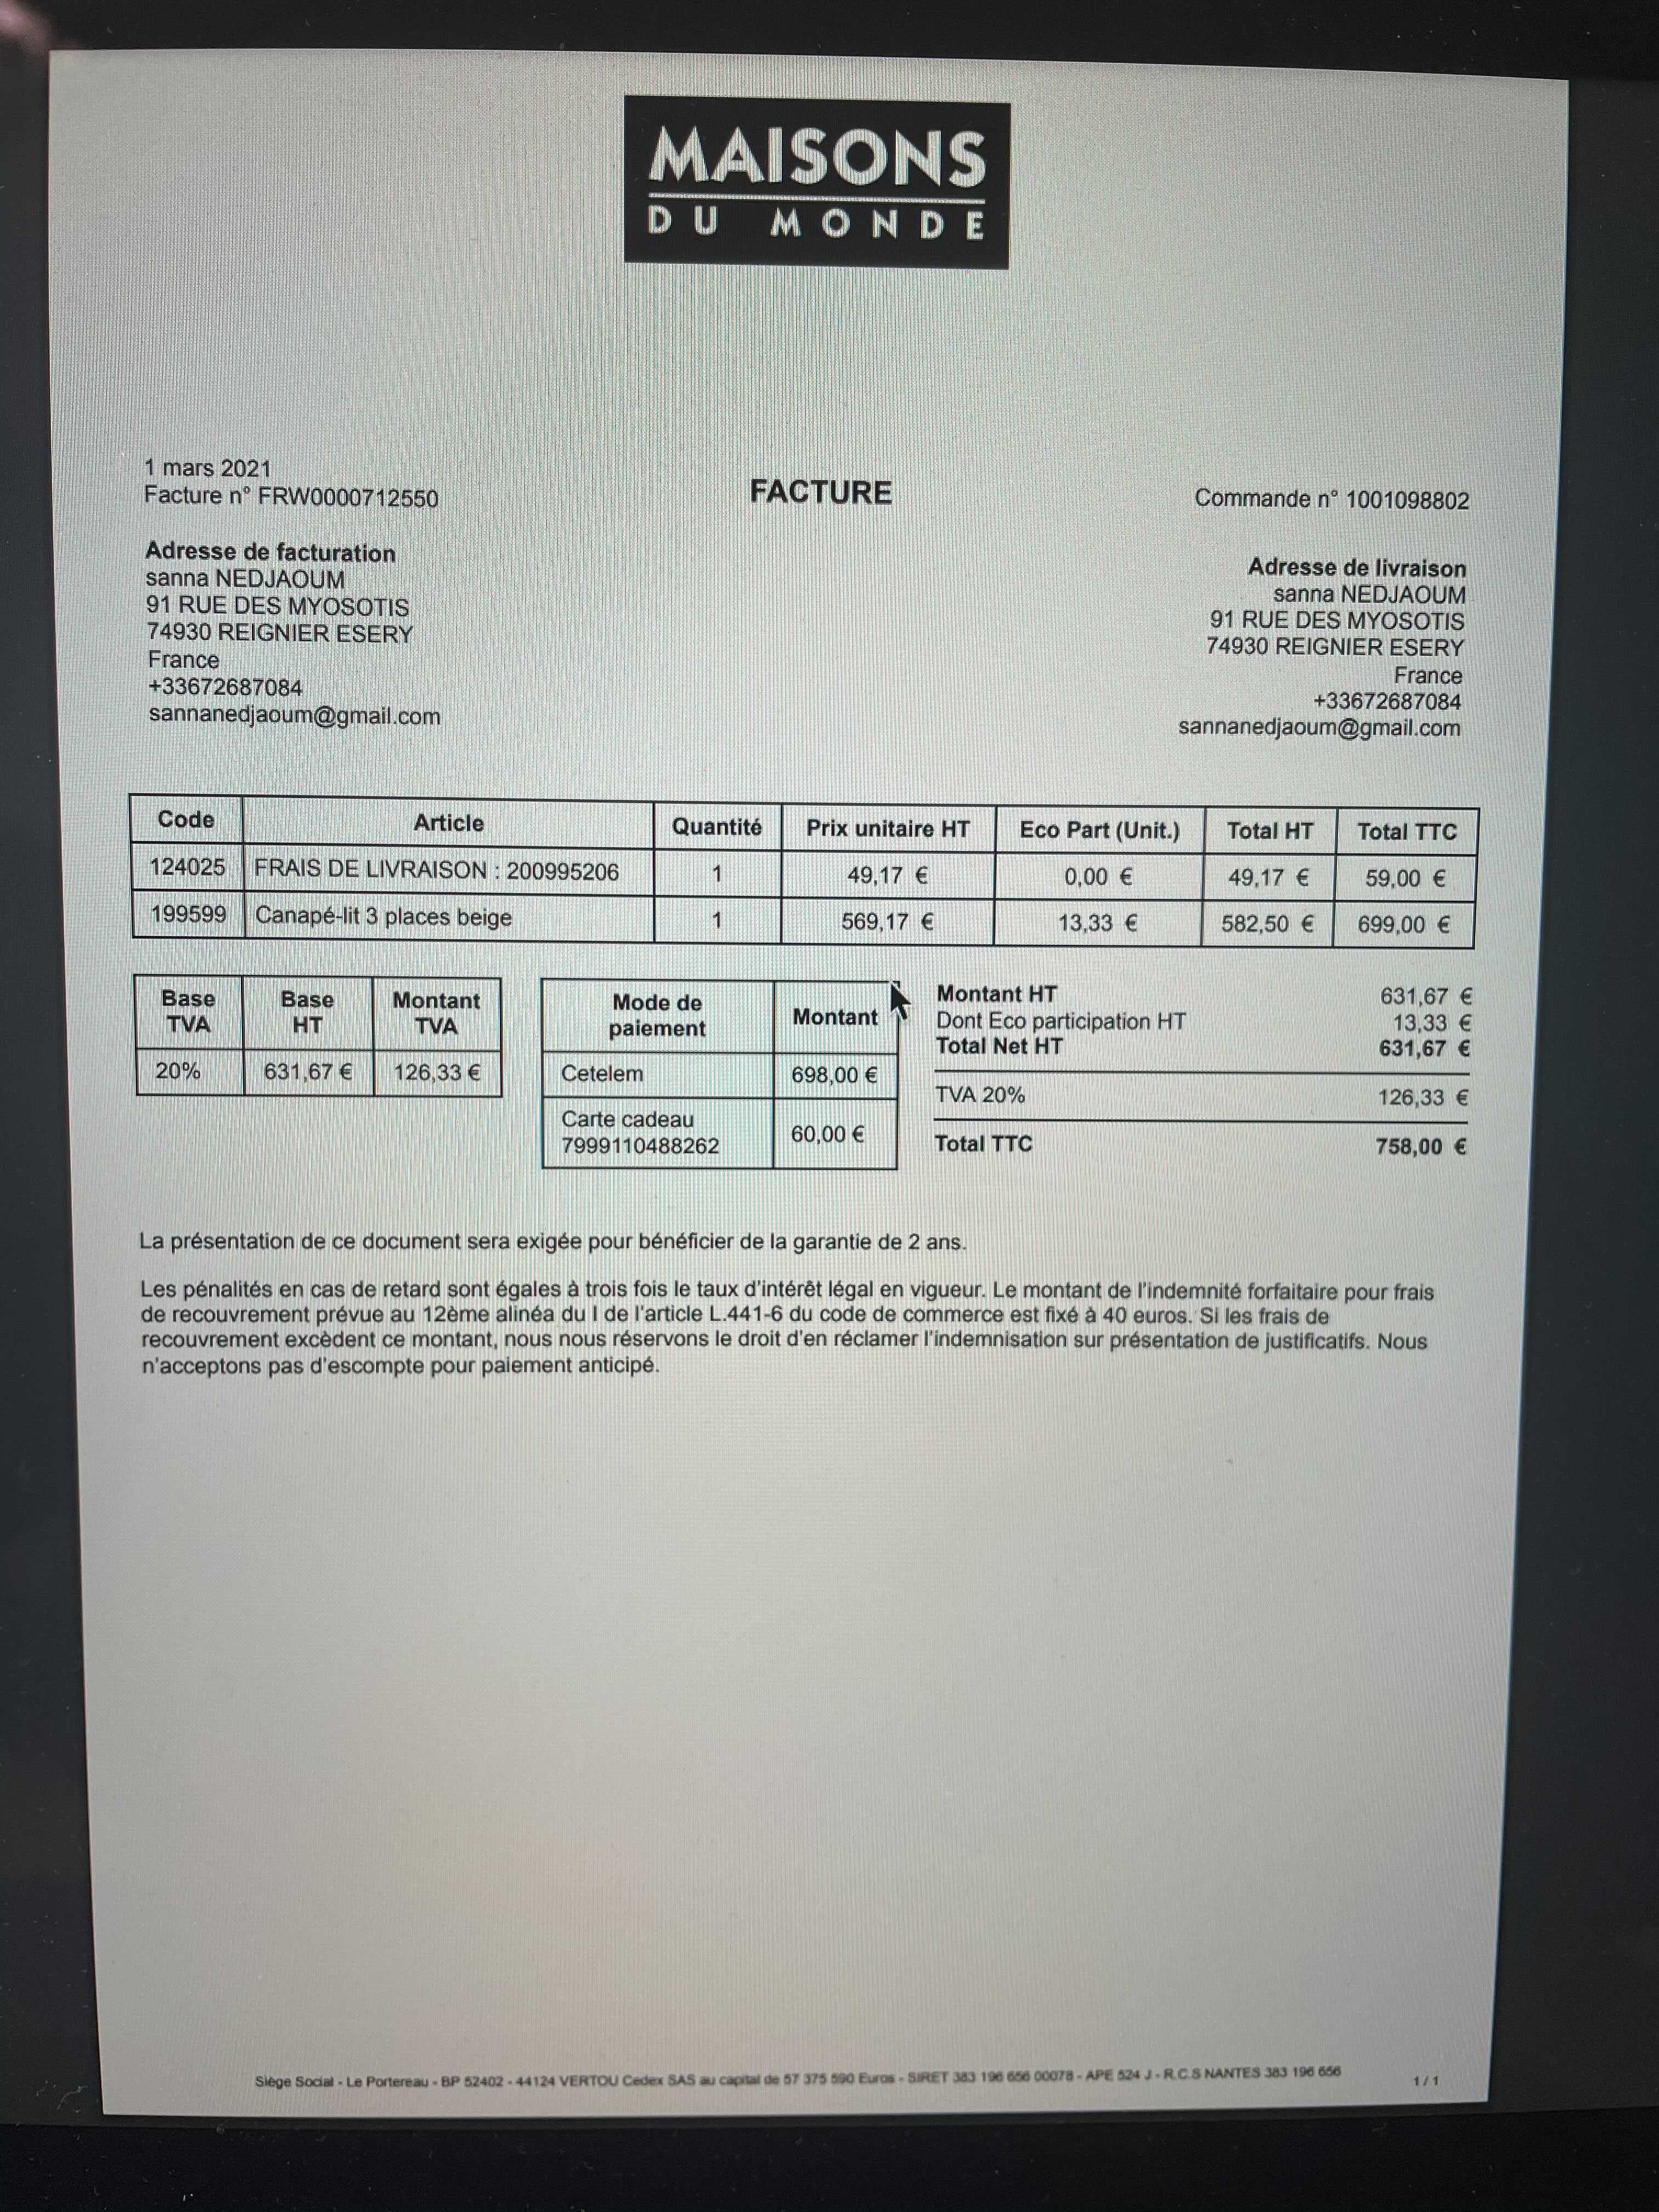 MAISONS
DU MONDE
1 mars 2021
Facture n° FRW0000712550
FACTURE
Commande n° 1001098802
Adresse de facturation
sanna NEDJAOUM
91 RUE DES MYOSOTIS
74930 REIGNIER ESERY
France
+33672687084
sannanedjaoum@gmail.com
Adresse de livraison
sanna NEDJAOUM
91 RUE DES MYOSOTIS
74930 REIGNIER ESERY
France
+33672687084
sannanedjaoum@gmail.com
Code Article Quantité Prix unitaire HT Eco Part (Unit.) Total HT Total TTC
124025 FRAIS DE LIVRAISON : 200995206 1 49,17 € 0,00 € 49,17 € 59,00 €
199599 Canapé-lit 3 places beige 1 569,17 € 13,33 € 582,50 € 699,00 €
Base TVA Base HT Montant TVA
20% 631,67 € 126,33 €
Mode de paiement Montant
Cetelem 698,00 €
Carte cadeau 7999110488262 60,00 €
Montant HT 631,67 €
Dont Eco participation HT 13,33 €
Total Net HT 631,67 €
TVA 20% 126,33 €
Total TTC 758,00 €
La présentation de ce document sera exigée pour bénéficier de la garantie de 2 ans.
Les pénalités en cas de retard sont égales à trois fois le taux d'intérêt légal en vigueur. Le montant de l'indemnité forfaitaire pour frais
de recouvrement prévue au 12ème alinéa du I de l'article L.441-6 du code de commerce est fixé à 40 euros. Si les frais de
recouvrement excèdent ce montant, nous nous réservons le droit d'en réclamer l'indemnisation sur présentation de justificatifs. Nous
n'acceptons pas d'escompte pour paiement anticipé.
Siège Social - Le Portereau - BP 52402 - 44124 VERTOU Cedex SAS au capital de 57 375 590 Euros - SIRET 383 196 656 00078 - APE 524 J - R.C.S NANTES 383 196 656
1 / 1